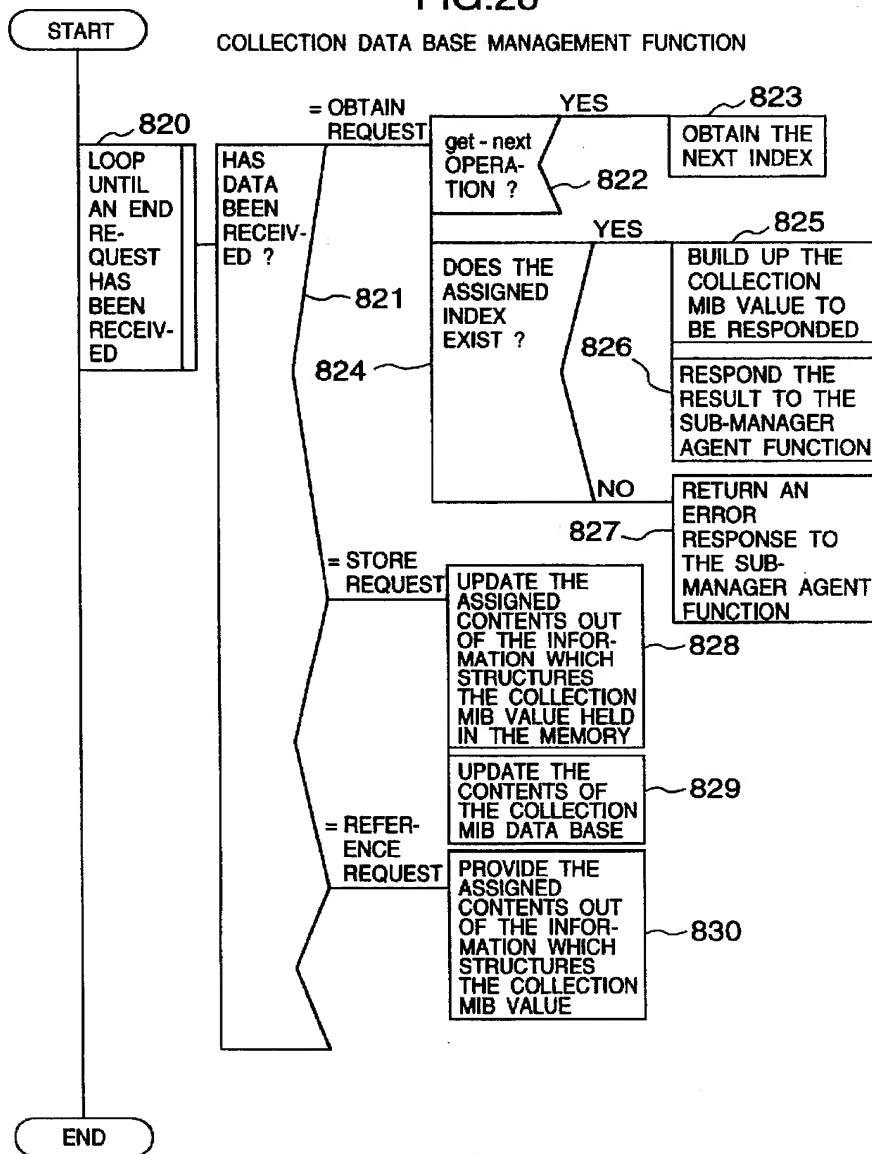 FIG.28
START
COLLECTION DATA BASE MANAGEMENT FUNCTION
820
LOOP
UNTIL
AN END
RE-
QUEST
HAS
BEEN
RECEIV-
ED
HAS
DATA
BEEN
RECEIV-
ED ?
821
= OBTAIN
REQUEST
get - next
OPERA-
TION ?
822
YES
823
OBTAIN THE
NEXT INDEX
824
DOES THE
ASSIGNED
INDEX
EXIST ?
YES
825
BUILD UP THE
COLLECTION
MIB VALUE TO
BE RESPONDED
826
RESPOND THE
RESULT TO THE
SUB-MANAGER
AGENT FUNCTION
NO
827
RETURN AN
ERROR
RESPONSE TO
THE SUB-
MANAGER AGENT
FUNCTION
= STORE
REQUEST
UPDATE THE
ASSIGNED
CONTENTS OUT
OF THE INFOR-
MATION WHICH
STRUCTURES
THE COLLECTION
MIB VALUE HELD
IN THE MEMORY
828
UPDATE THE
CONTENTS OF
THE COLLECTION
MIB DATA BASE
829
= REFER-
ENCE
REQUEST
PROVIDE THE
ASSIGNED
CONTENTS OUT
OF THE INFOR-
MATION WHICH
STRUCTURES
THE COLLECTION
MIB VALUE
830
END